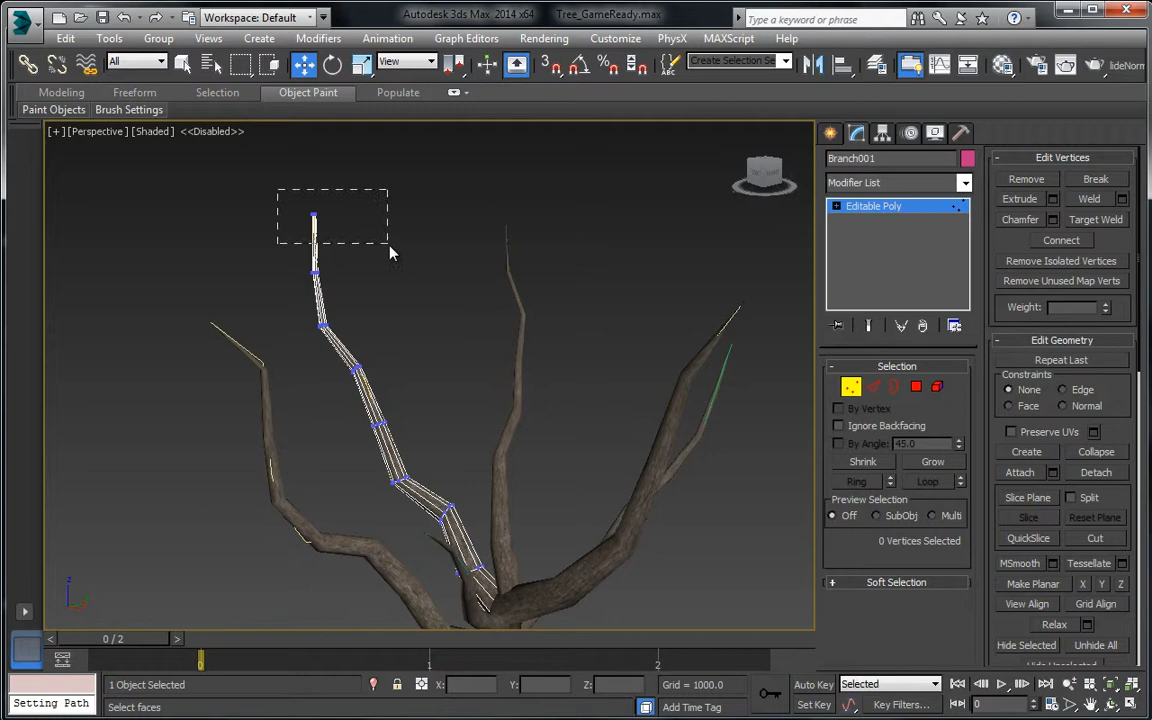 Workspace: Default
Autodesk 3ds Max 2014 x64 Tree_GameReady.max
Type a keyword or phrase
Edit Tools Group Views Create Modifiers Animation Graph Editors Rendering Customize PhysX MAXScript Help
All
View
3
Create Selection Se
lideNorm
Modeling Freeform Selection Object Paint Populate
Paint Objects Brush Settings
[+][Perspective][Shaded] <<Disabled>>
Branch001
Modifier List
Editable Poly
Selection
By Vertex
Ignore Backfacing
By Angle: 45.0
Shrink Grow
Ring Loop
Preview Selection
Off SubObj Multi
0 Vertices Selected
Soft Selection
Edit Vertices
Remove Break
Extrude Weld
Chamfer Target Weld
Connect
Remove Isolated Vertices
Remove Unused Map Verts
Weight:
Edit Geometry
Repeat Last
Constraints
None Edge
Face Normal
Preserve UVs
Create Collapse
Attach Detach
Slice Plane Split
Slice Reset Plane
QuickSlice Cut
MSmooth Tessellate
Make Planar X Y Z
View Align Grid Align
Relax
Hide Selected Unhide All
z
0 / 2
0 1 2
1 Object Selected X: Y: Z: Grid = 1000.0 Auto Key Selected
Setting Path Select faces Add Time Tag Set Key Key Filters... 0